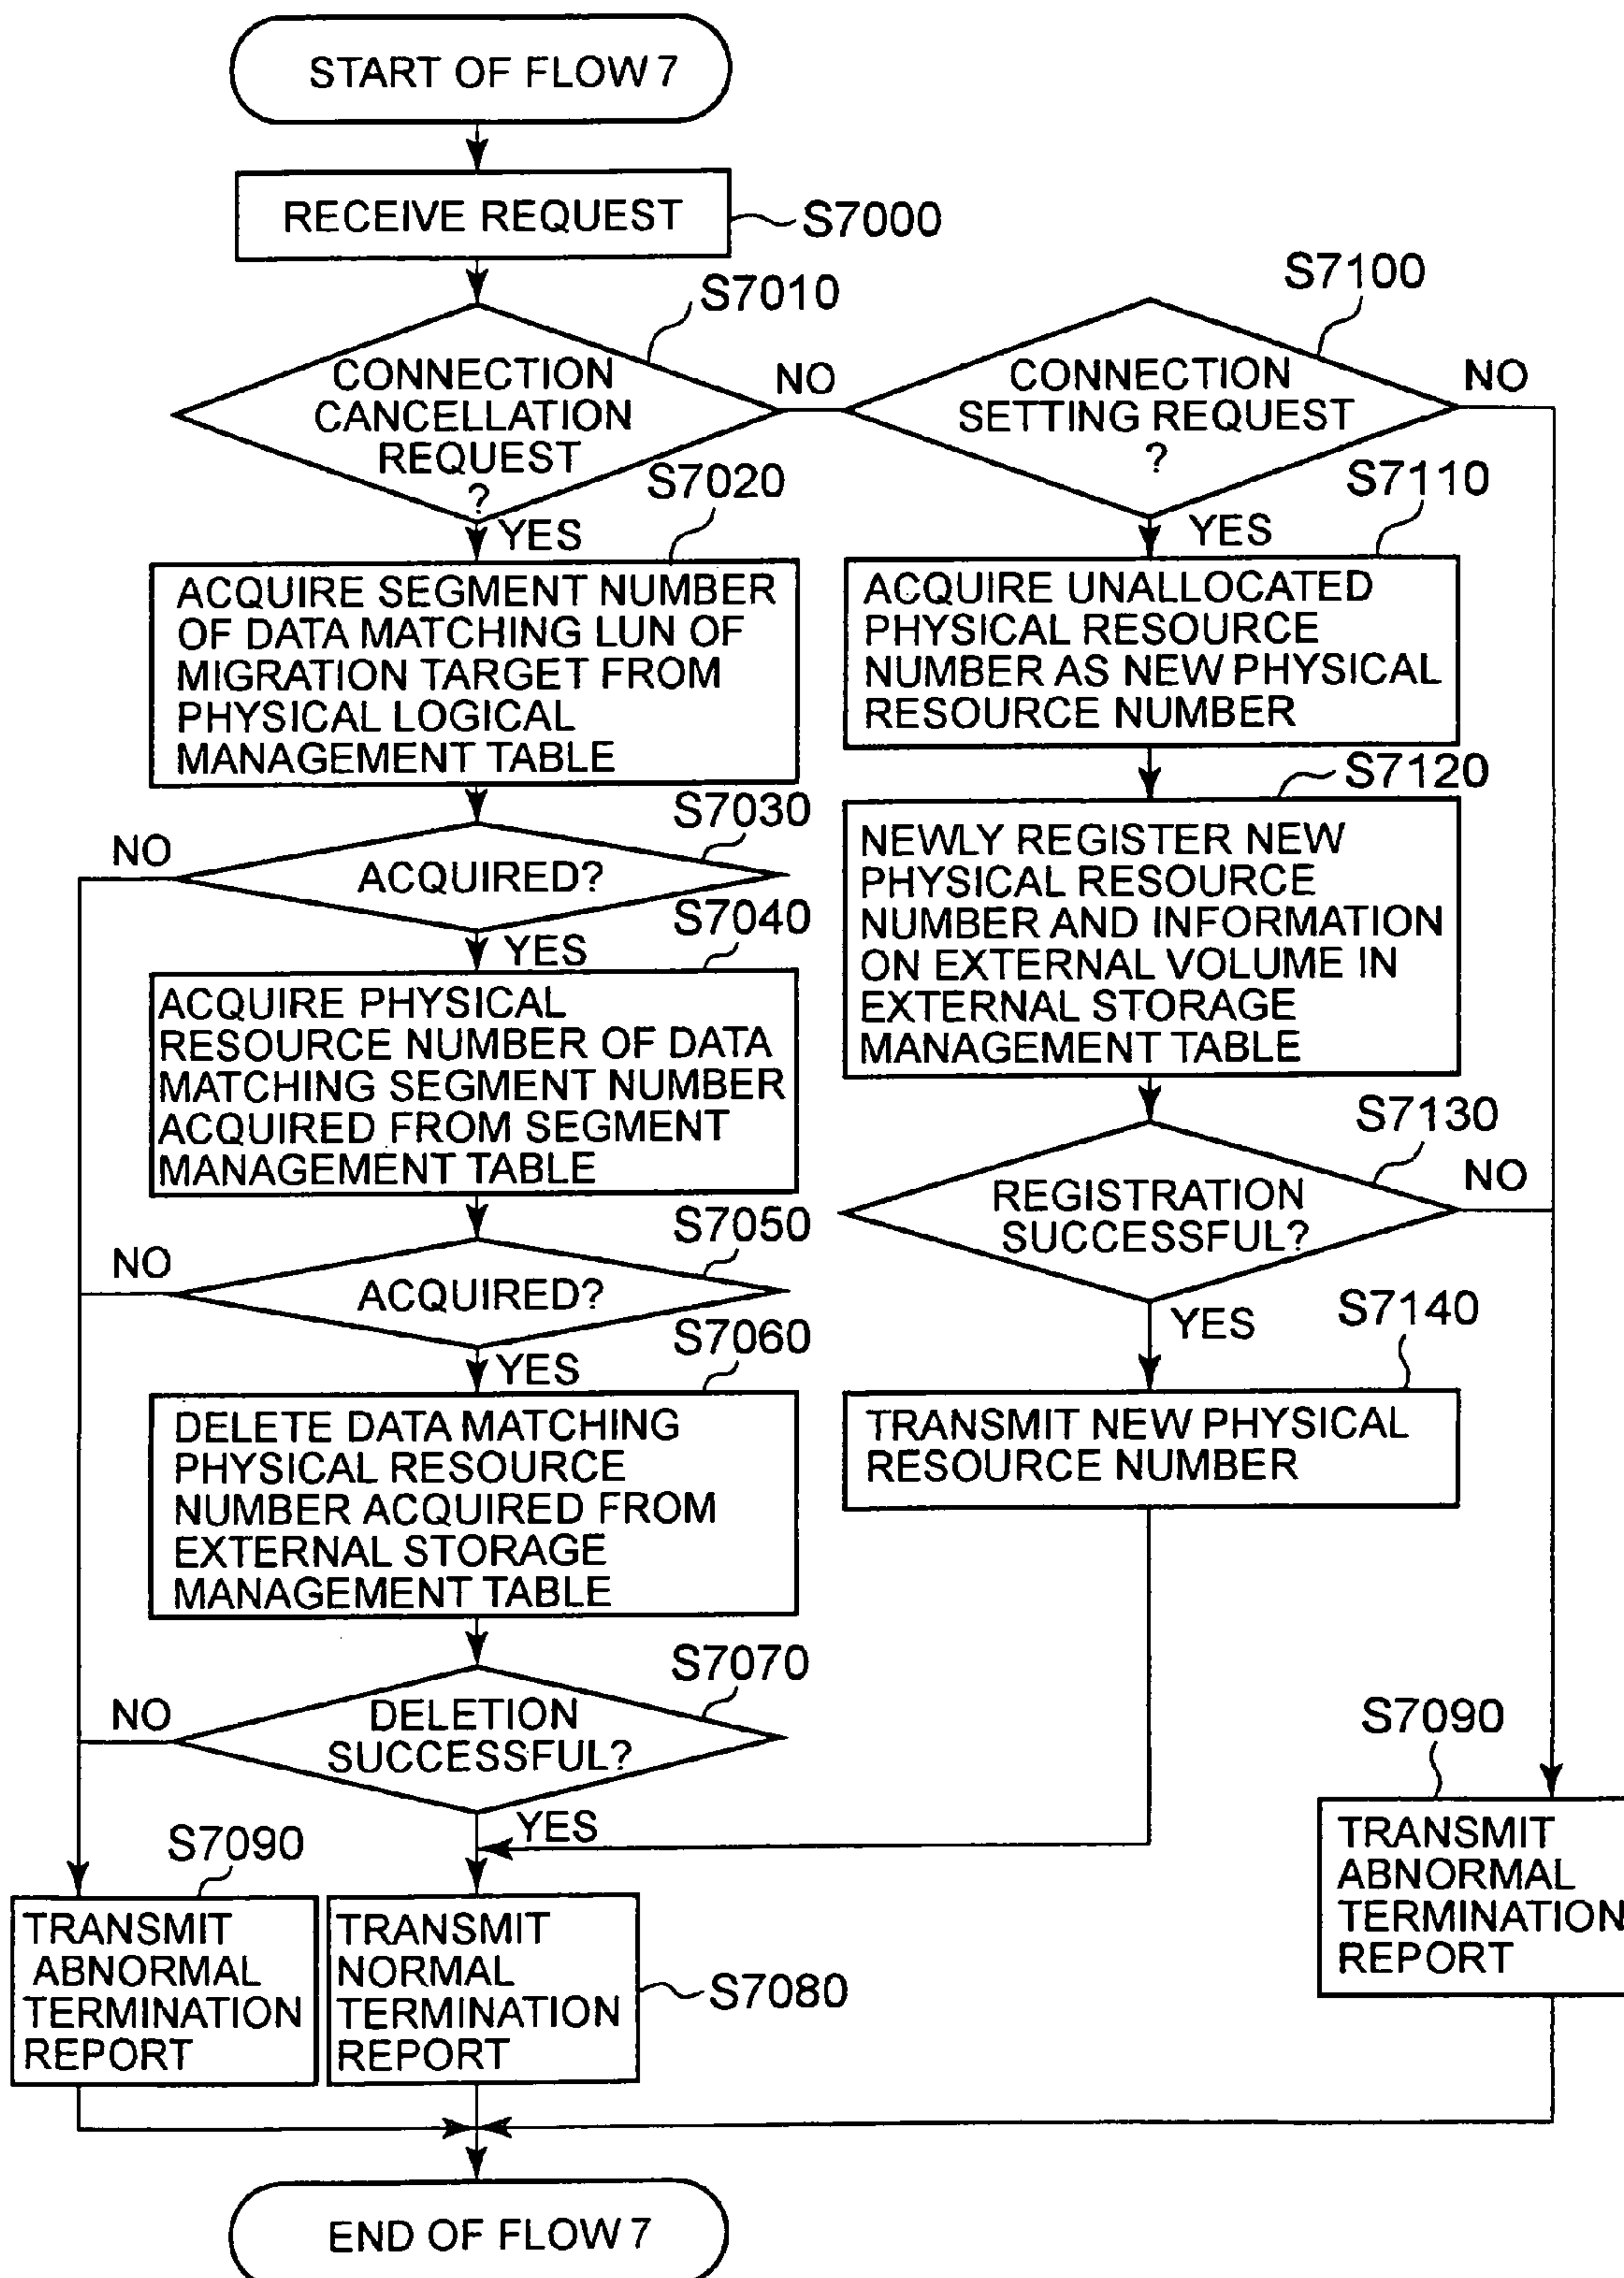 START OF FLOW 7
RECEIVE REQUEST
S7000
S7010
CONNECTION
CANCELLATION
REQUEST
?
NO
YES
S7100
CONNECTION
SETTING REQUEST
?
NO
YES
S7020
ACQUIRE SEGMENT NUMBER
OF DATA MATCHING LUN OF
MIGRATION TARGET FROM
PHYSICAL LOGICAL
MANAGEMENT TABLE
S7110
ACQUIRE UNALLOCATED
PHYSICAL RESOURCE
NUMBER AS NEW PHYSICAL
RESOURCE NUMBER
S7030
NO
ACQUIRED?
YES
S7120
NEWLY REGISTER NEW
PHYSICAL RESOURCE
NUMBER AND INFORMATION
ON EXTERNAL VOLUME IN
EXTERNAL STORAGE
MANAGEMENT TABLE
S7040
ACQUIRE PHYSICAL
RESOURCE NUMBER OF DATA
MATCHING SEGMENT NUMBER
ACQUIRED FROM SEGMENT
MANAGEMENT TABLE
S7130
NO
REGISTRATION
SUCCESSFUL?
YES
S7050
NO
ACQUIRED?
YES
S7140
TRANSMIT NEW PHYSICAL
RESOURCE NUMBER
S7060
DELETE DATA MATCHING
PHYSICAL RESOURCE
NUMBER ACQUIRED FROM
EXTERNAL STORAGE
MANAGEMENT TABLE
S7070
NO
DELETION
SUCCESSFUL?
YES
S7090
TRANSMIT
ABNORMAL
TERMINATION
REPORT
S7090
TRANSMIT
ABNORMAL
TERMINATION
REPORT
TRANSMIT
NORMAL
TERMINATION
REPORT
S7080
END OF FLOW 7